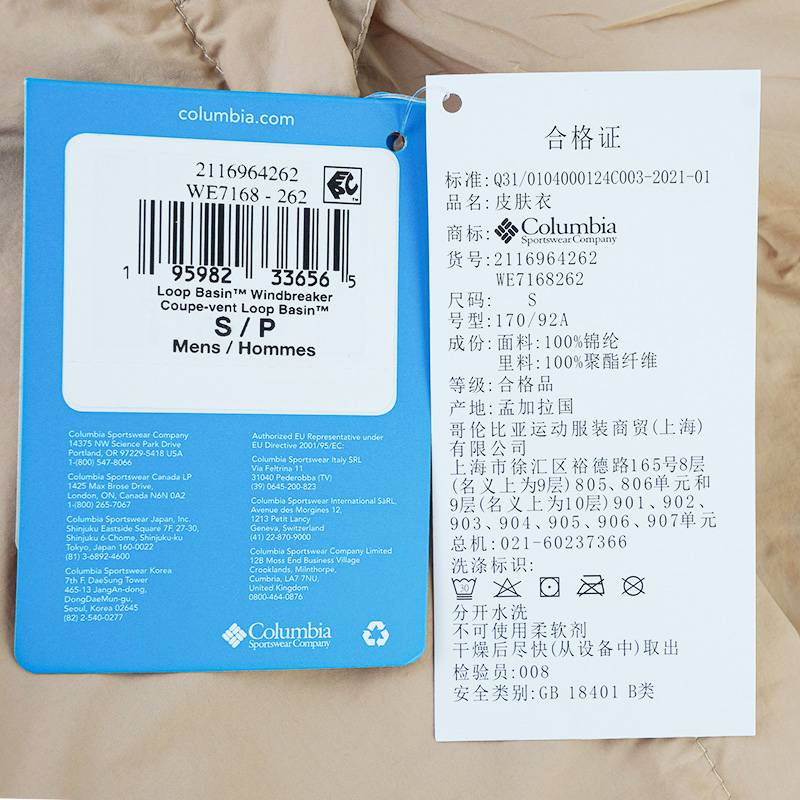 columbia.com
2116964262
WE7168 - 262
EPC™
1 95982 33656 5
Loop Basin™ Windbreaker
Coupe-vent Loop Basin™
S / P
Mens / Hommes
Columbia Sportswear Company
14375 NW Science Park Drive
Portland, OR 97229-5418 USA
1-(800) 547-8066
Columbia Sportswear Canada LP
1425 Max Brose Drive,
London, ON, Canada N6N 0A2
1-(800) 265-7067
Columbia Sportswear Japan, Inc.
Shinjuku Eastside Square 7F, 27-30,
Shinjuku 6-Chome, Shinjuku-ku
Tokyo, Japan 160-0022
(81) 3-6892-4600
Columbia Sportswear Korea
7th F. DaeSung Tower
465-13 JangAn-dong,
DongDaeMun-gu,
Seoul, Korea 02645
(82) 2-540-0277
Authorized EU Representative under
EU Directive 2001/95/EC:
Columbia Sportswear Italy SRL
Via Feltrina 11
31040 Pederobba (TV)
(39) 0645-200-823
Columbia Sportswear International SàRL,
Avenue des Morgines 12,
1213 Petit Lancy
Geneva, Switzerland
(41) 22-870-9000
Columbia Sportswear Company Limited
12B Moss End Business Village
Crooklands, Milnthorpe,
Cumbria, LA7 7NU,
United Kingdom
0800-464-0876
Columbia
Sportswear Company
合格证
标准:Q31/0104000124C003-2021-01
品名:皮肤衣
商标:Columbia
Sportswear Company
货号:2116964262
WE7168262
尺码: S
号型:170/92A
成份:面料:100%锦纶
里料:100%聚酯纤维
等级:合格品
产地:孟加拉国
哥伦比亚运动服装商贸(上海)
有限公司
上海市徐汇区裕德路165号8层
(名义上为9层)805、806单元和
9层(名义上为10层)901、902、
903、904、905、906、907单元
总机:021-60237366
洗涤标识:
30
分开水洗
不可使用柔软剂
干燥后尽快(从设备中)取出
检验员:008
安全类别:GB 18401 B类